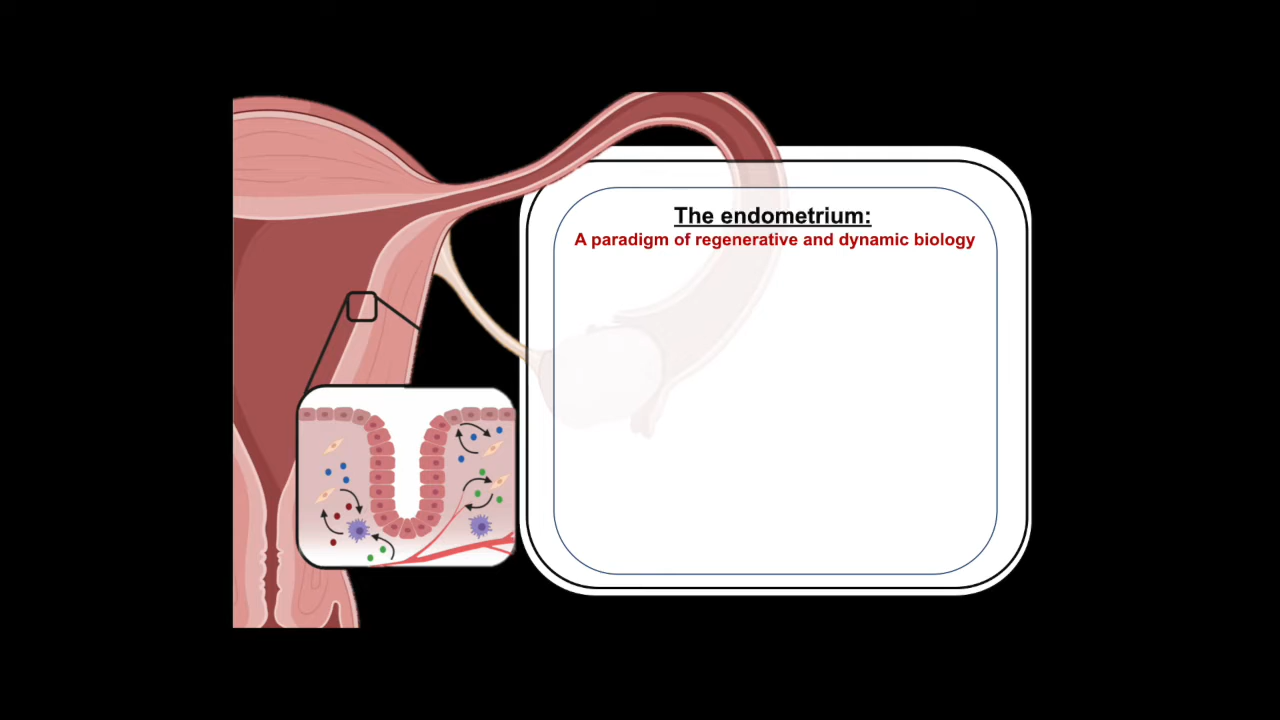 The endometrium:
A paradigm of regenerative and dynamic biology